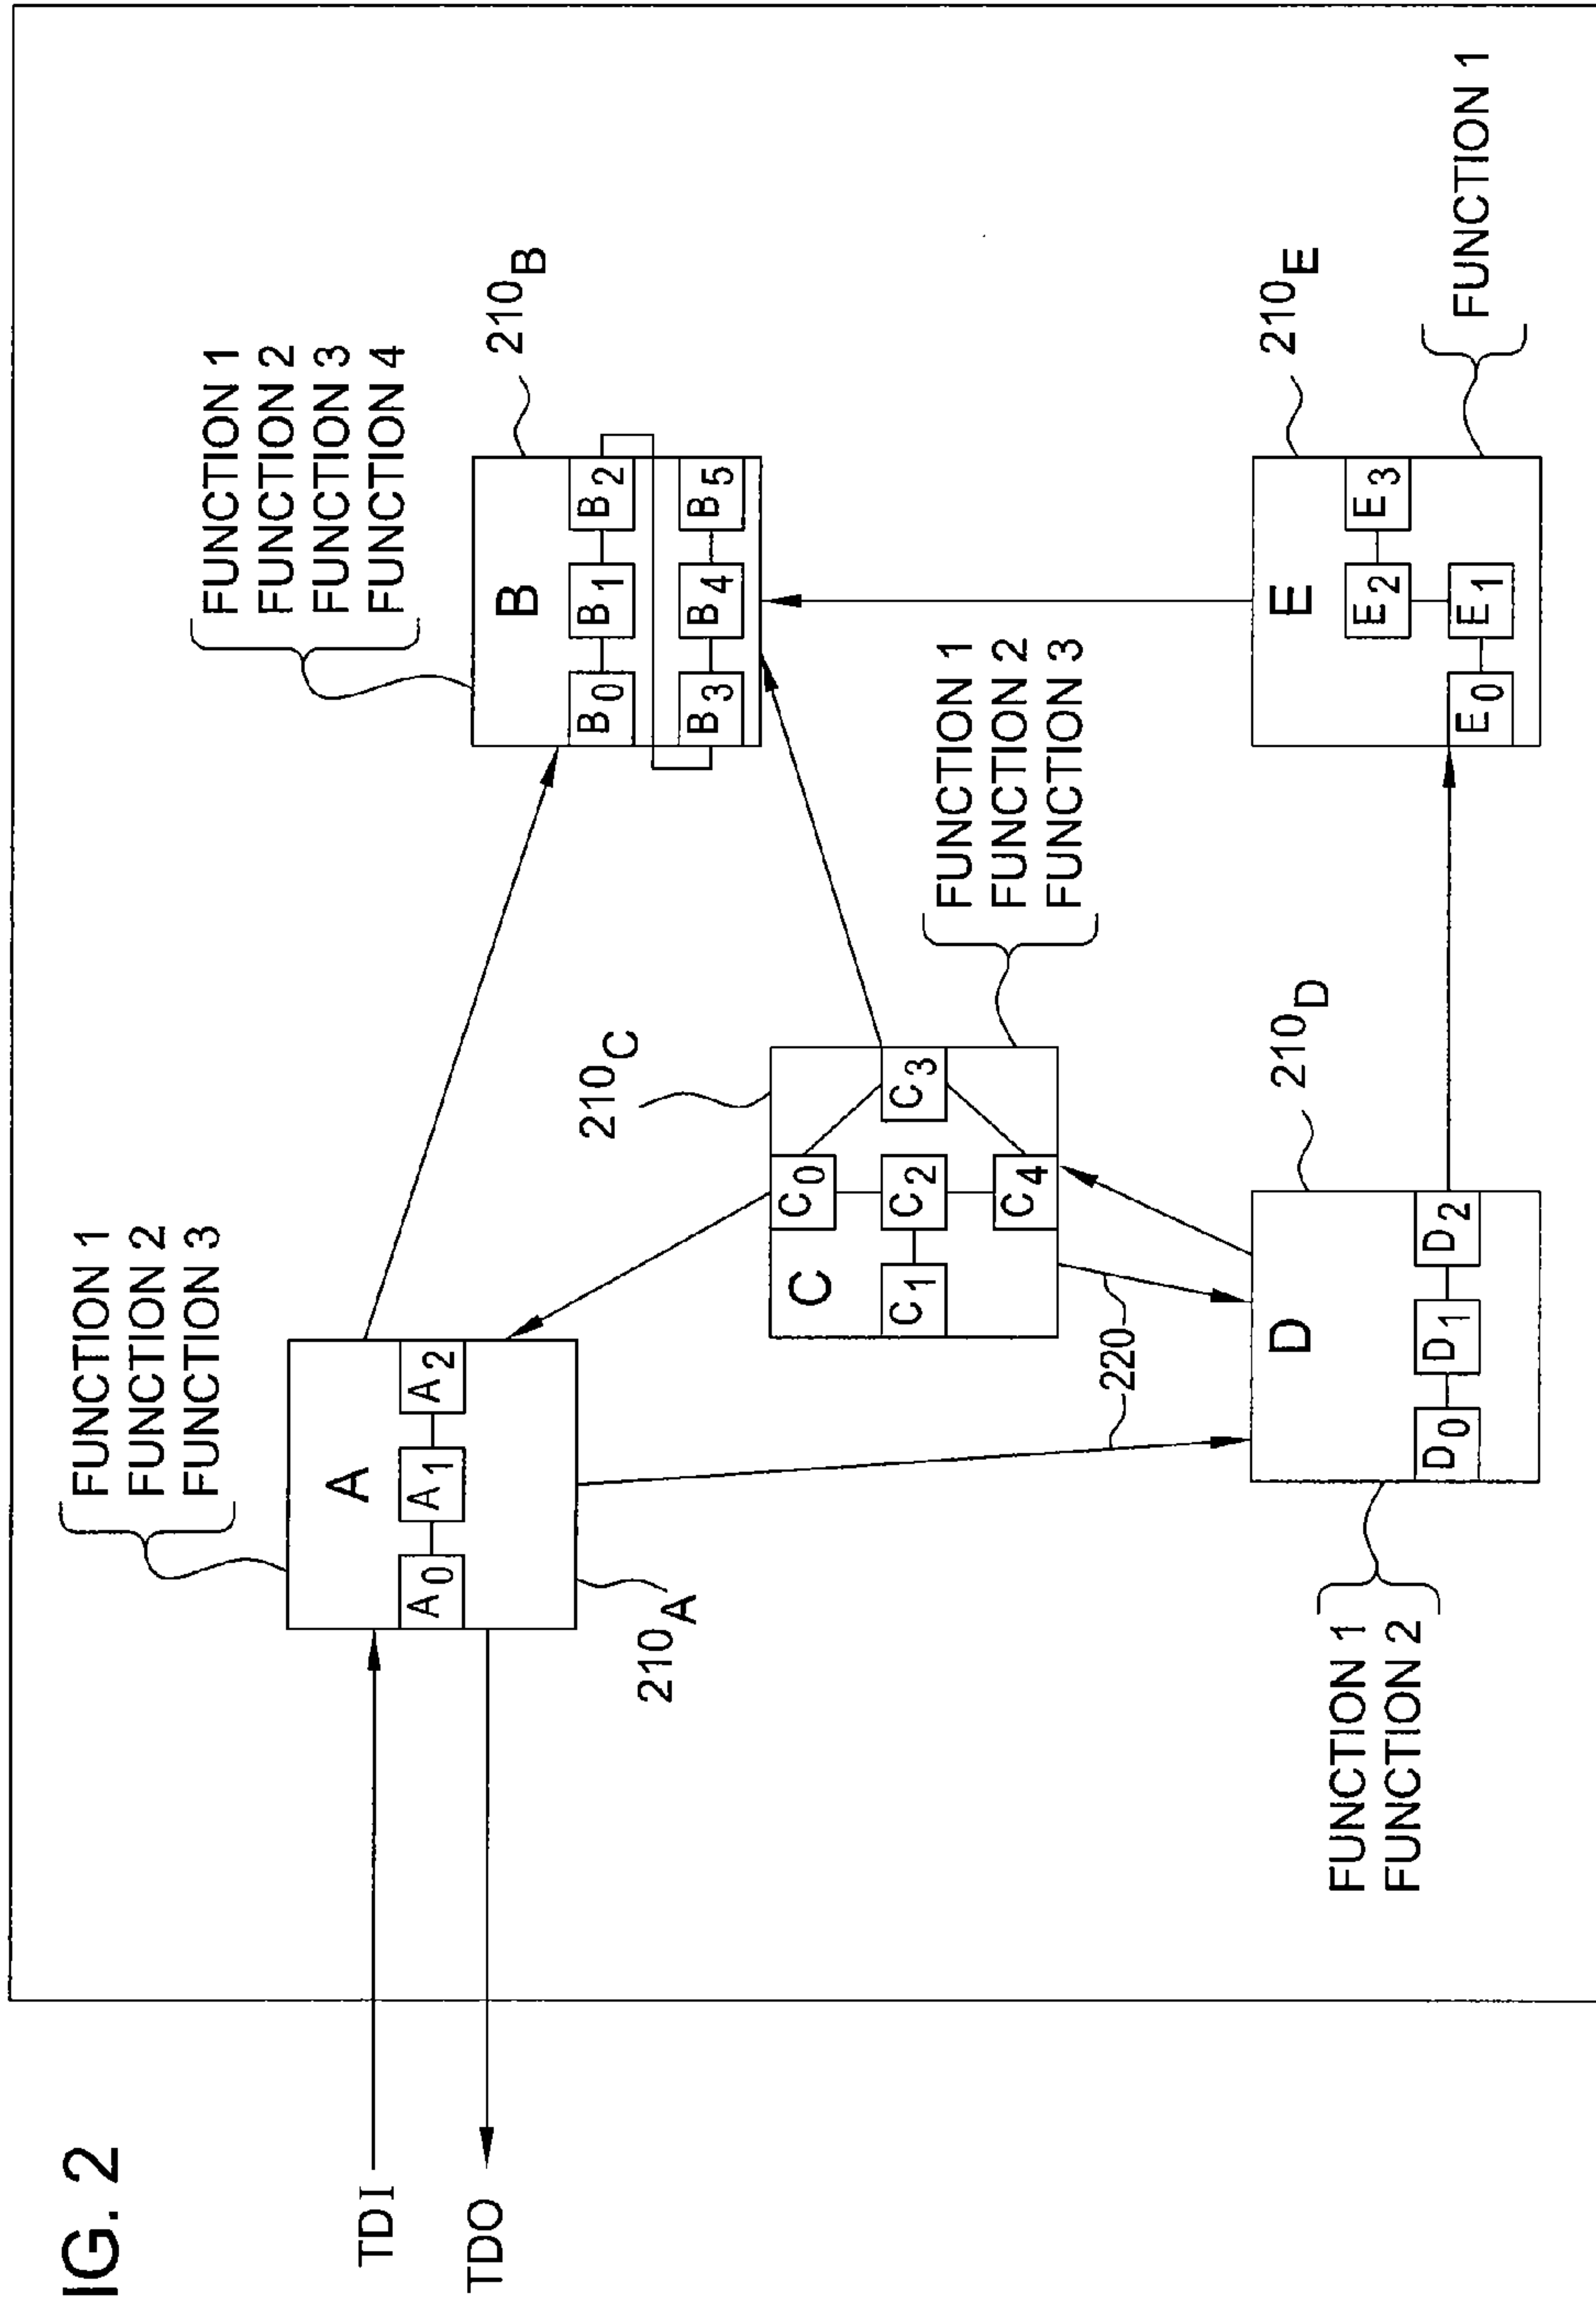 IG. 2
TDI
TDO
FUNCTION 1
FUNCTION 2
FUNCTION 3
A
A0
A1
A2
210A
FUNCTION 1
FUNCTION 2
FUNCTION 3
FUNCTION 4
210B
B
B0
B1
B2
B3
B4
B5
210C
C
C0
C1
C2
C3
C4
FUNCTION 1
FUNCTION 2
FUNCTION 3
220
FUNCTION 1
FUNCTION 2
210D
D
D0
D1
D2
210E
E
E2
E3
E0
E1
FUNCTION 1